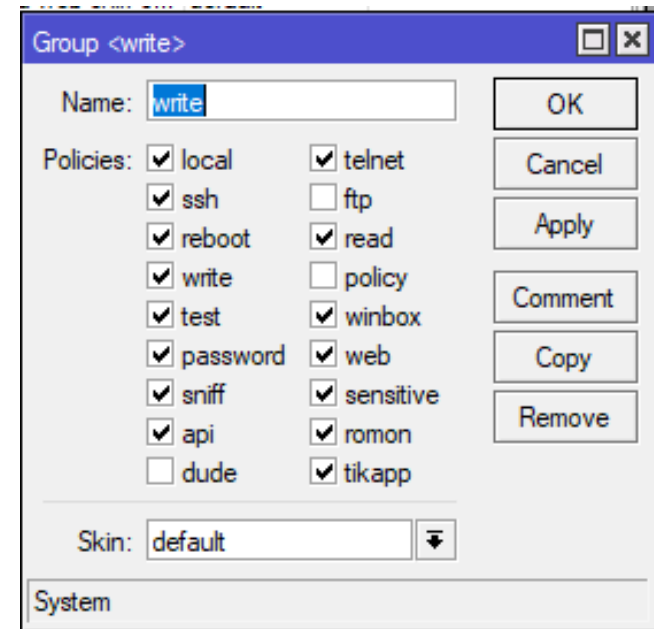 Group <write>
Name: write
OK
Policies: local telnet
Cancel
ssh ftp
reboot read
Apply
write policy
Comment
test winbox
password web
Copy
sniff sensitive
Remove
api romon
dude tikapp
Skin: default
System